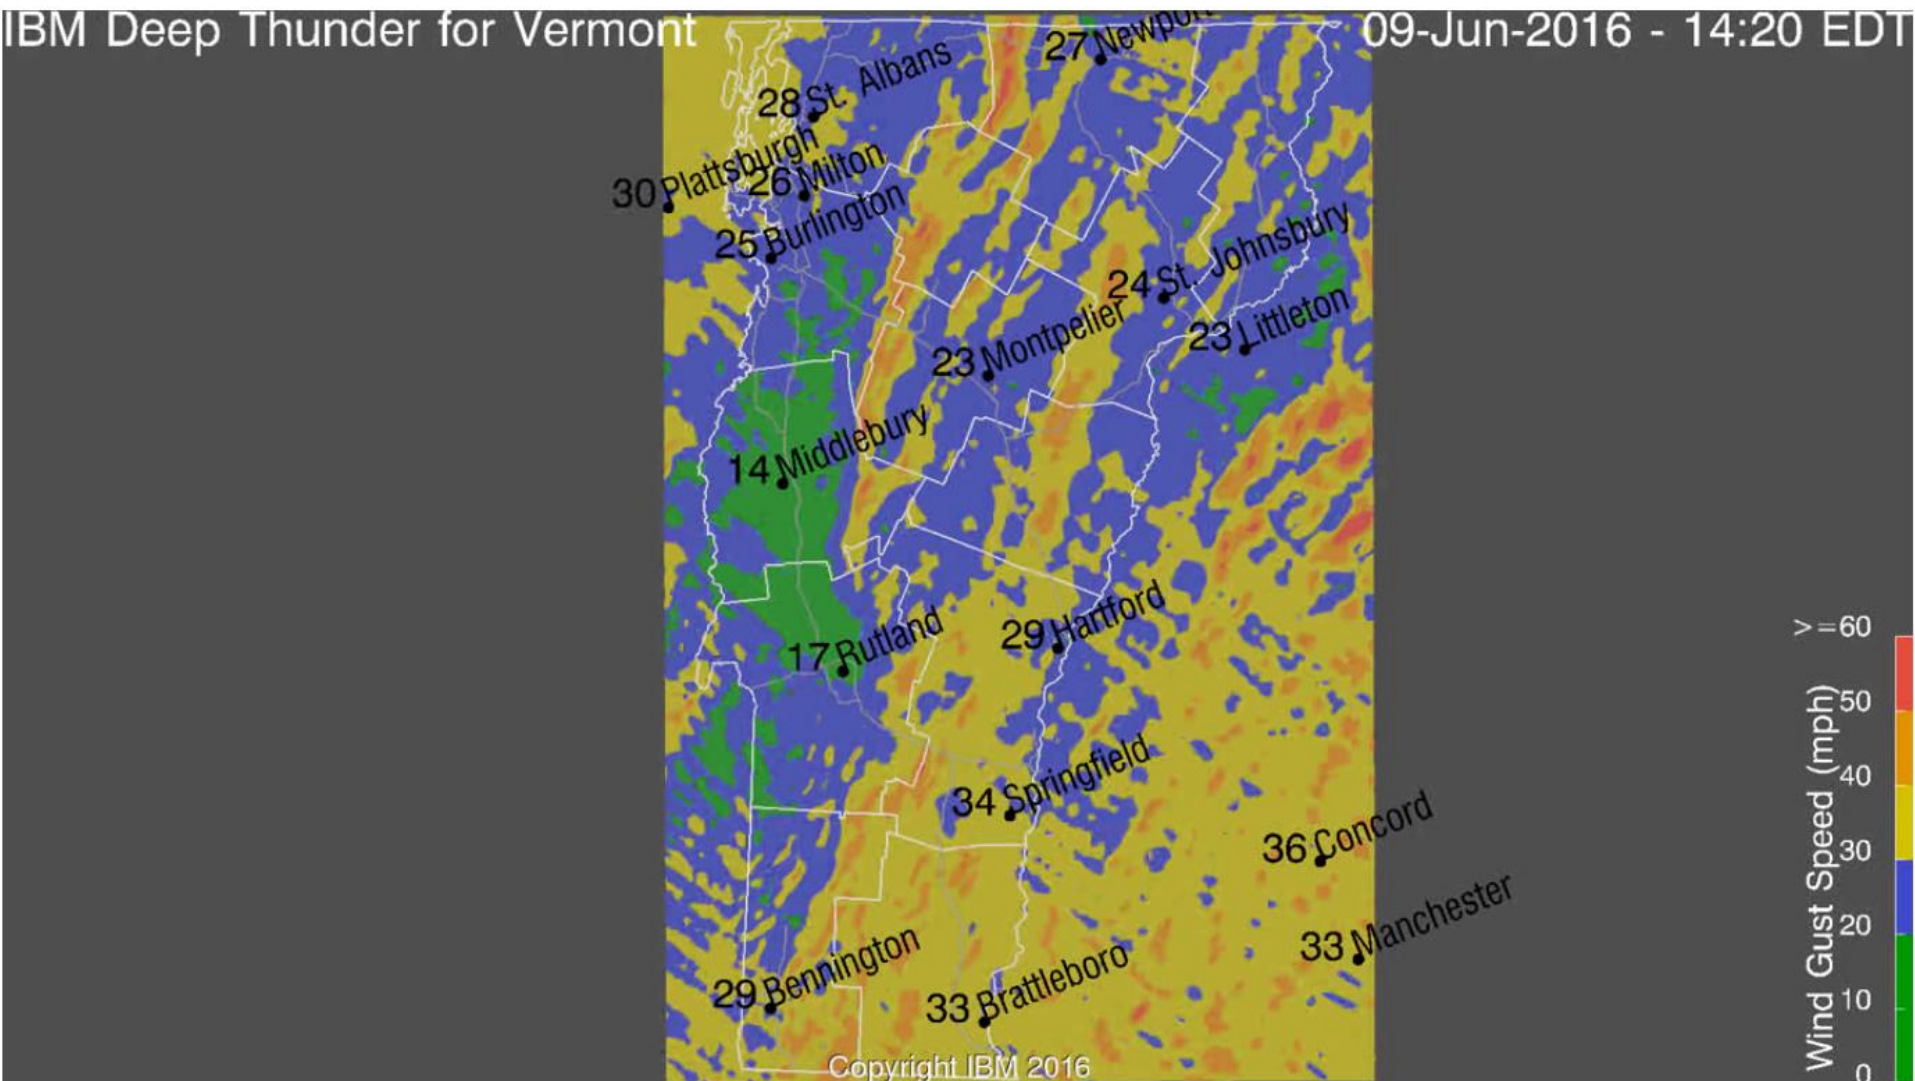 IBM Deep Thunder for Vermont
09-Jun-2016 - 14:20 EDT
27 Newport
28 St. Albans
30 Plattsburgh
26 Milton
25 Burlington
24 St. Johnsbury
23 Littleton
23 Montpelier
14 Middlebury
29 Hartford
17 Rutland
34 Springfield
36 Concord
33 Manchester
29 Bennington
33 Brattleboro
>=60
50
40
30
20
10
0
Wind Gust Speed (mph)
Copyright IBM 2016